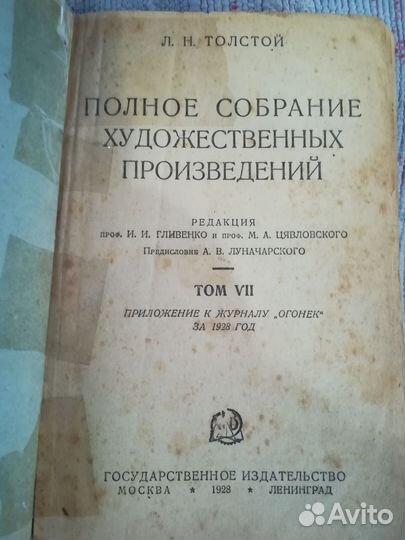 Л. Н. ТОЛСТОЙ
ПОЛНОЕ СОБРАНИЕ
ХУДОЖЕСТВЕННЫХ
ПРОИЗВЕДЕНИЙ
РЕДАКЦИЯ
ПРОФ. И. И. ГЛИВЕНКО И ПРОФ. М. А. ЦЯВЛОВСКОГО
Предисловие А. В. ЛУНАЧАРСКОГО
ТОМ VII
ПРИЛОЖЕНИЕ К ЖУРНАЛУ „ОГОНЕК"
ЗА 1928 ГОД
ГОСУДАРСТВЕННОЕ ИЗДАТЕЛЬСТВО
МОСКВА * 1928 * ЛЕНИНГРАД
Avito